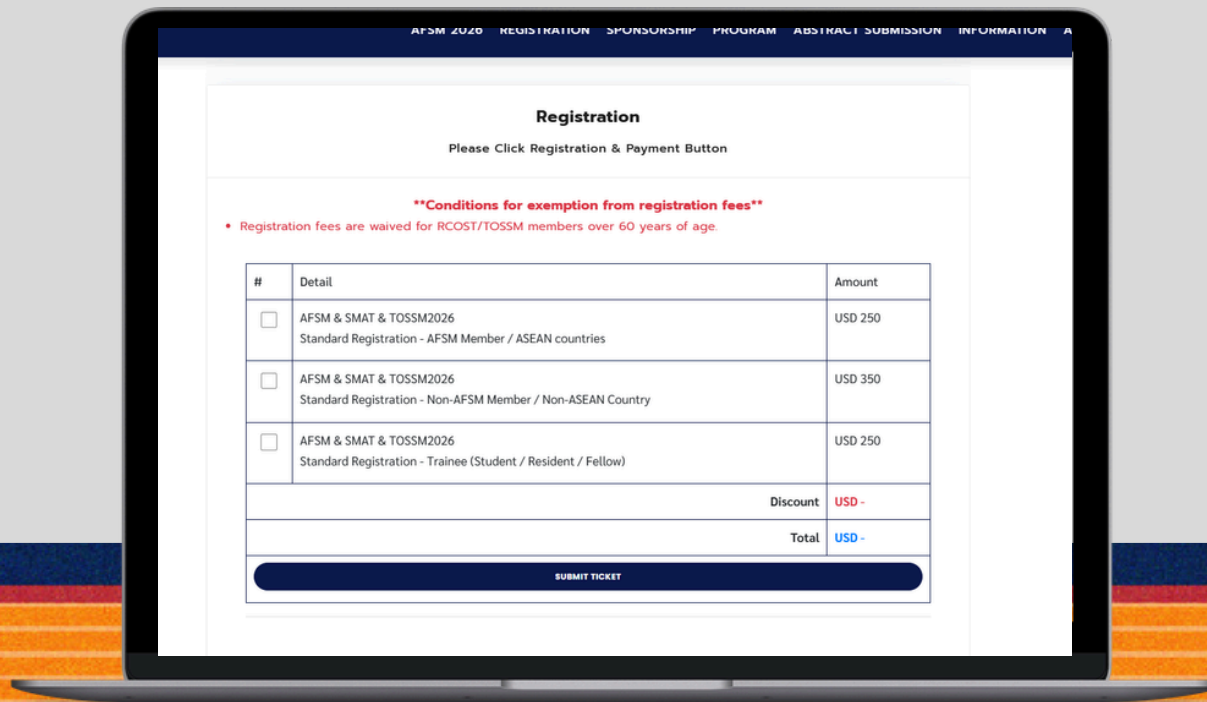 AFSM 2026 REGISTRATION SPONSORSHIP PROGRAM ABSTRACT SUBMISSION INFORMATION A
Registration
Please Click Registration & Payment Button
**Conditions for exemption from registration fees**
• Registration fees are waived for RCOST/TOSSM members over 60 years of age.
# Detail Amount
AFSM & SMAT & TOSSM2026 USD 250
Standard Registration - AFSM Member / ASEAN countries
AFSM & SMAT & TOSSM2026 USD 350
Standard Registration - Non-AFSM Member / Non-ASEAN Country
AFSM & SMAT & TOSSM2026 USD 250
Standard Registration - Trainee (Student / Resident / Fellow)
Discount USD -
Total USD -
SUBMIT TICKET